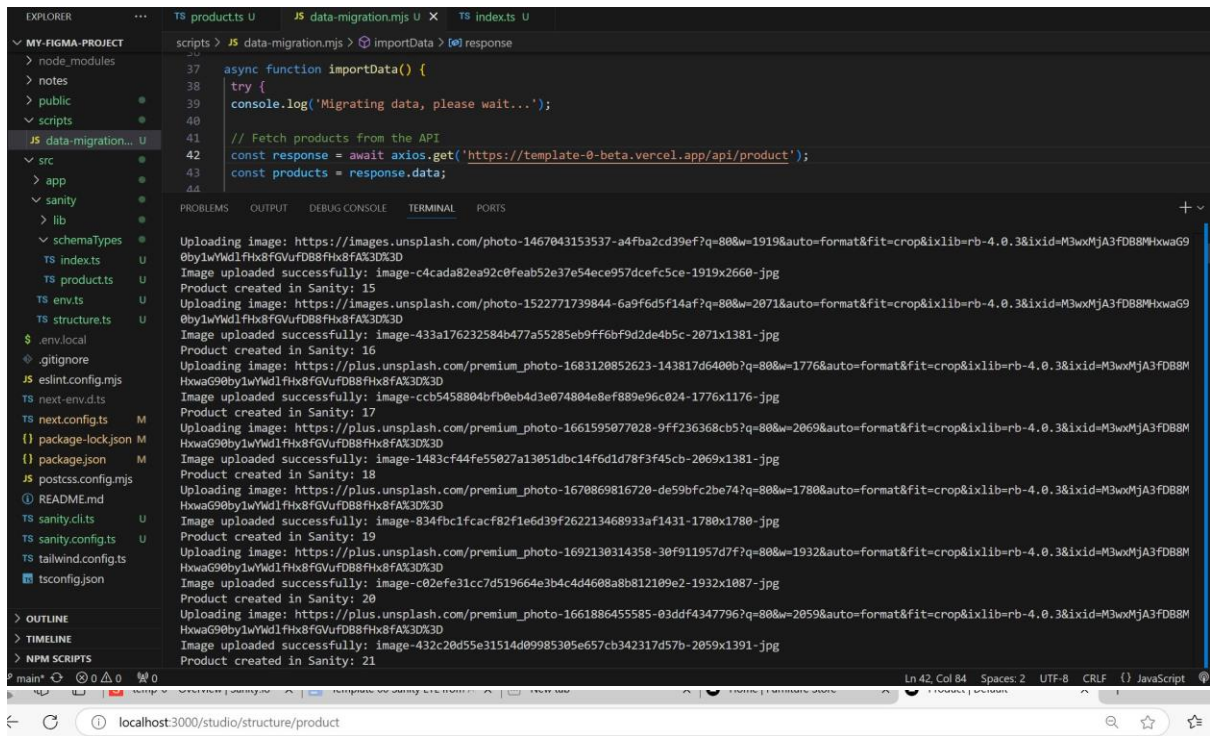 EXPLORER
...
TS product.ts U
JS data-migration.mjs U X
TS index.ts U
MY-FIGMA-PROJECT
> node_modules
> notes
> public
scripts
JS data-migration... U
src
> app
sanity
> lib
schemaTypes
TS index.ts U
TS product.ts U
TS env.ts U
TS structure.ts U
$ .env.local
.gitignore
JS eslint.config.mjs
TS next-env.d.ts
TS next.config.ts M
{} package-lock.json M
{} package.json M
JS postcss.config.mjs
README.md
TS sanity.cli.ts U
TS sanity.config.ts U
TS tailwind.config.ts
tsconfig.json
> OUTLINE
> TIMELINE
> NPM SCRIPTS
scripts > JS data-migration.mjs > importData > response
37 async function importData() {
38 try {
39 console.log('Migrating data, please wait...');
40
41 // Fetch products from the API
42 const response = await axios.get('https://template-0-beta.vercel.app/api/product');
43 const products = response.data;
44
PROBLEMS OUTPUT DEBUG CONSOLE TERMINAL PORTS
Uploading image: https://images.unsplash.com/photo-1467043153537-a4fba2cd39ef?q=80&w=1919&auto=format&fit=crop&ixlib=rb-4.0.3&ixid=M3wxMjA3fDB8MHxwaG9
0by1wYWdlfHx8fGVufDB8fHx8fA%3D%3D
Image uploaded successfully: image-c4cada82ea92c0feab52e37e54ece957dcefc5ce-1919x2660-jpg
Product created in Sanity: 15
Uploading image: https://images.unsplash.com/photo-1522771739844-6a9f6d5f14af?q=80&w=2071&auto=format&fit=crop&ixlib=rb-4.0.3&ixid=M3wxMjA3fDB8MHxwaG9
0by1wYWdlfHx8fGVufDB8fHx8fA%3D%3D
Image uploaded successfully: image-433a176232584b477a55285eb9ff6bf9d2de4b5c-2071x1381-jpg
Product created in Sanity: 16
Uploading image: https://plus.unsplash.com/premium_photo-1683120852623-143817d6400b?q=80&w=1776&auto=format&fit=crop&ixlib=rb-4.0.3&ixid=M3wxMjA3fDB8M
HxwaG90by1wYWdlfHx8fGVufDB8fHx8fA%3D%3D
Image uploaded successfully: image-ccb5458804bfb0eb4d3e074804e8ef889e96c024-1776x1176-jpg
Product created in Sanity: 17
Uploading image: https://plus.unsplash.com/premium_photo-1661595077028-9ff236368cb5?q=80&w=2069&auto=format&fit=crop&ixlib=rb-4.0.3&ixid=M3wxMjA3fDB8M
HxwaG90by1wYWdlfHx8fGVufDB8fHx8fA%3D%3D
Image uploaded successfully: image-1483cf44fe55027a13051dbc14f6d1d78f3f45cb-2069x1381-jpg
Product created in Sanity: 18
Uploading image: https://plus.unsplash.com/premium_photo-1670869816720-de59bfc2be74?q=80&w=1780&auto=format&fit=crop&ixlib=rb-4.0.3&ixid=M3wxMjA3fDB8M
HxwaG90by1wYWdlfHx8fGVufDB8fHx8fA%3D%3D
Image uploaded successfully: image-834fbc1fcacf82f1e6d39f262213468933af1431-1780x1780-jpg
Product created in Sanity: 19
Uploading image: https://plus.unsplash.com/premium_photo-1692130314358-30f911957d7f?q=80&w=1932&auto=format&fit=crop&ixlib=rb-4.0.3&ixid=M3wxMjA3fDB8M
HxwaG90by1wYWdlfHx8fGVufDB8fHx8fA%3D%3D
Image uploaded successfully: image-c02efe31cc7d519664e3b4c4d4608a8b812109e2-1932x1087-jpg
Product created in Sanity: 20
Uploading image: https://plus.unsplash.com/premium_photo-1661886455585-03ddf4347796?q=80&w=2059&auto=format&fit=crop&ixlib=rb-4.0.3&ixid=M3wxMjA3fDB8M
HxwaG90by1wYWdlfHx8fGVufDB8fHx8fA%3D%3D
Image uploaded successfully: image-432c20d55e31514d09985305e657cb342317d57b-2059x1391-jpg
Product created in Sanity: 21
main* 0 0 0 Ln 42, Col 84 Spaces: 2 UTF-8 CRLF {} JavaScript
Overview | Sanity.io New tab Home | Furniture Store Product | Default
localhost:3000/studio/structure/product